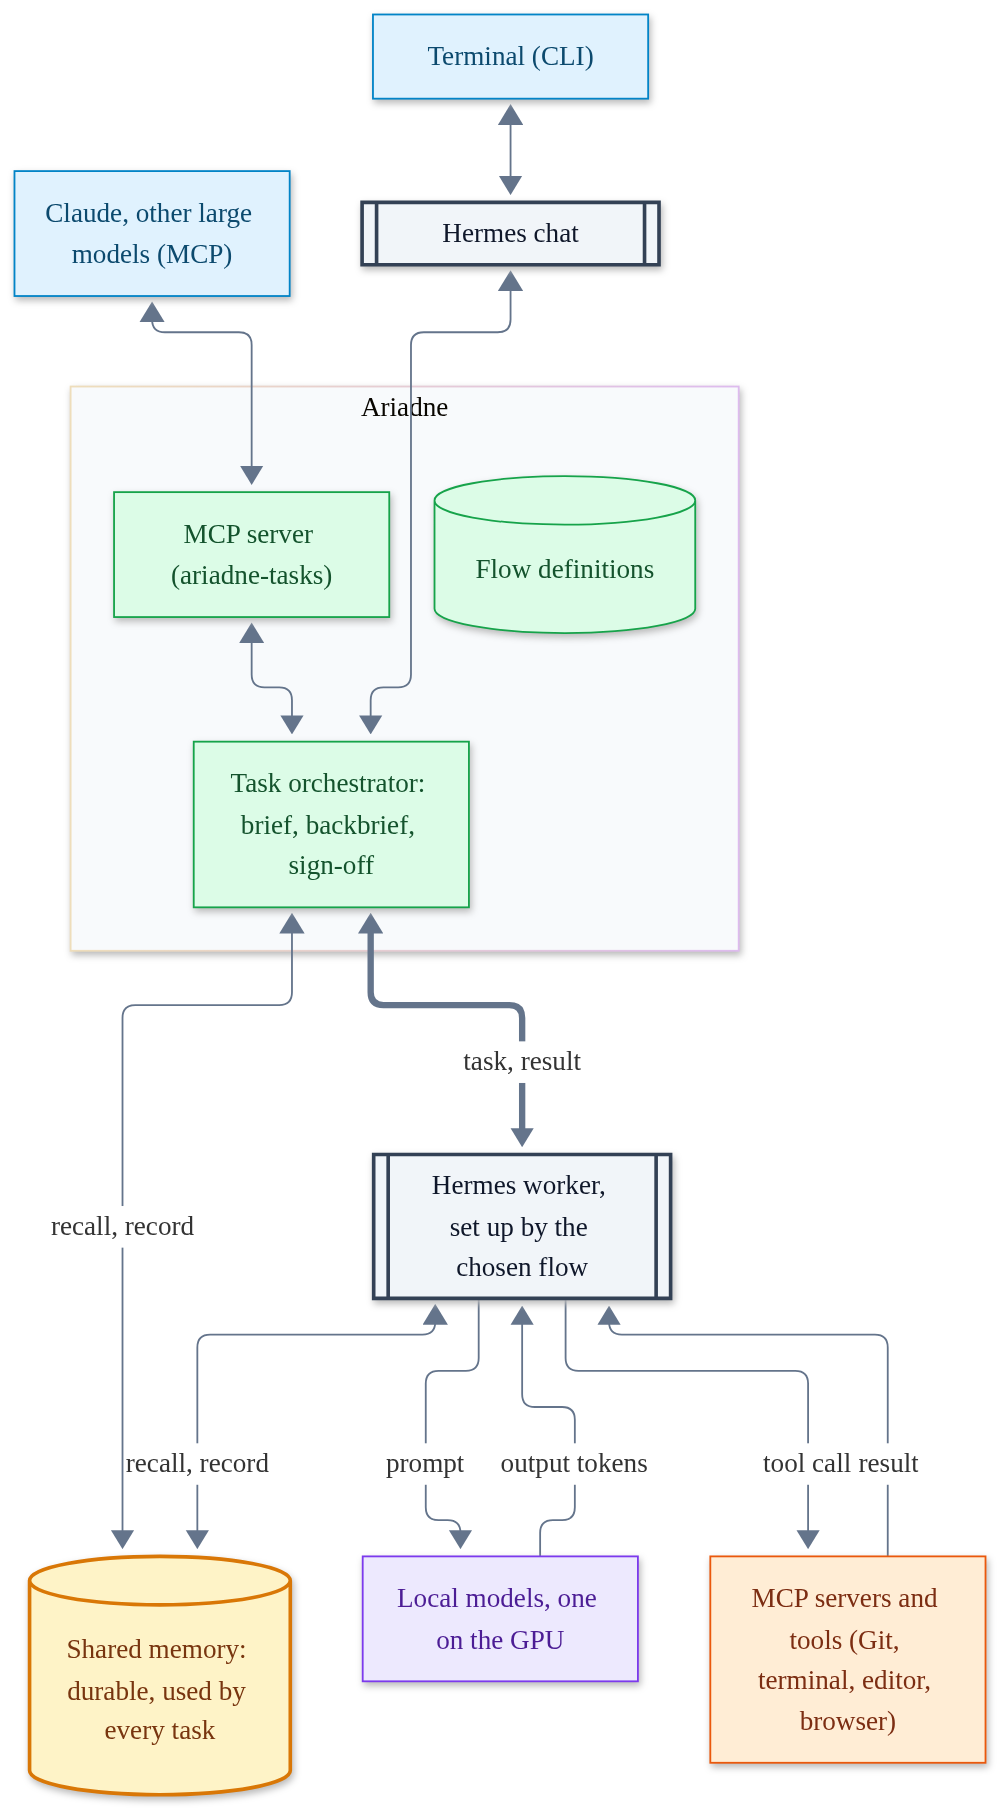 Terminal (CLI)
Claude, other large
models (MCP)
Hermes chat
Ariadne
MCP server
(ariadne-tasks)
Flow definitions
Task orchestrator:
brief, backbrief,
sign-off
task, result
Hermes worker,
set up by the
chosen flow
recall, record
recall, record
prompt
output tokens
tool call
result
Shared memory:
durable, used by
every task
Local models, one
on the GPU
MCP servers and
tools (Git,
terminal, editor,
browser)